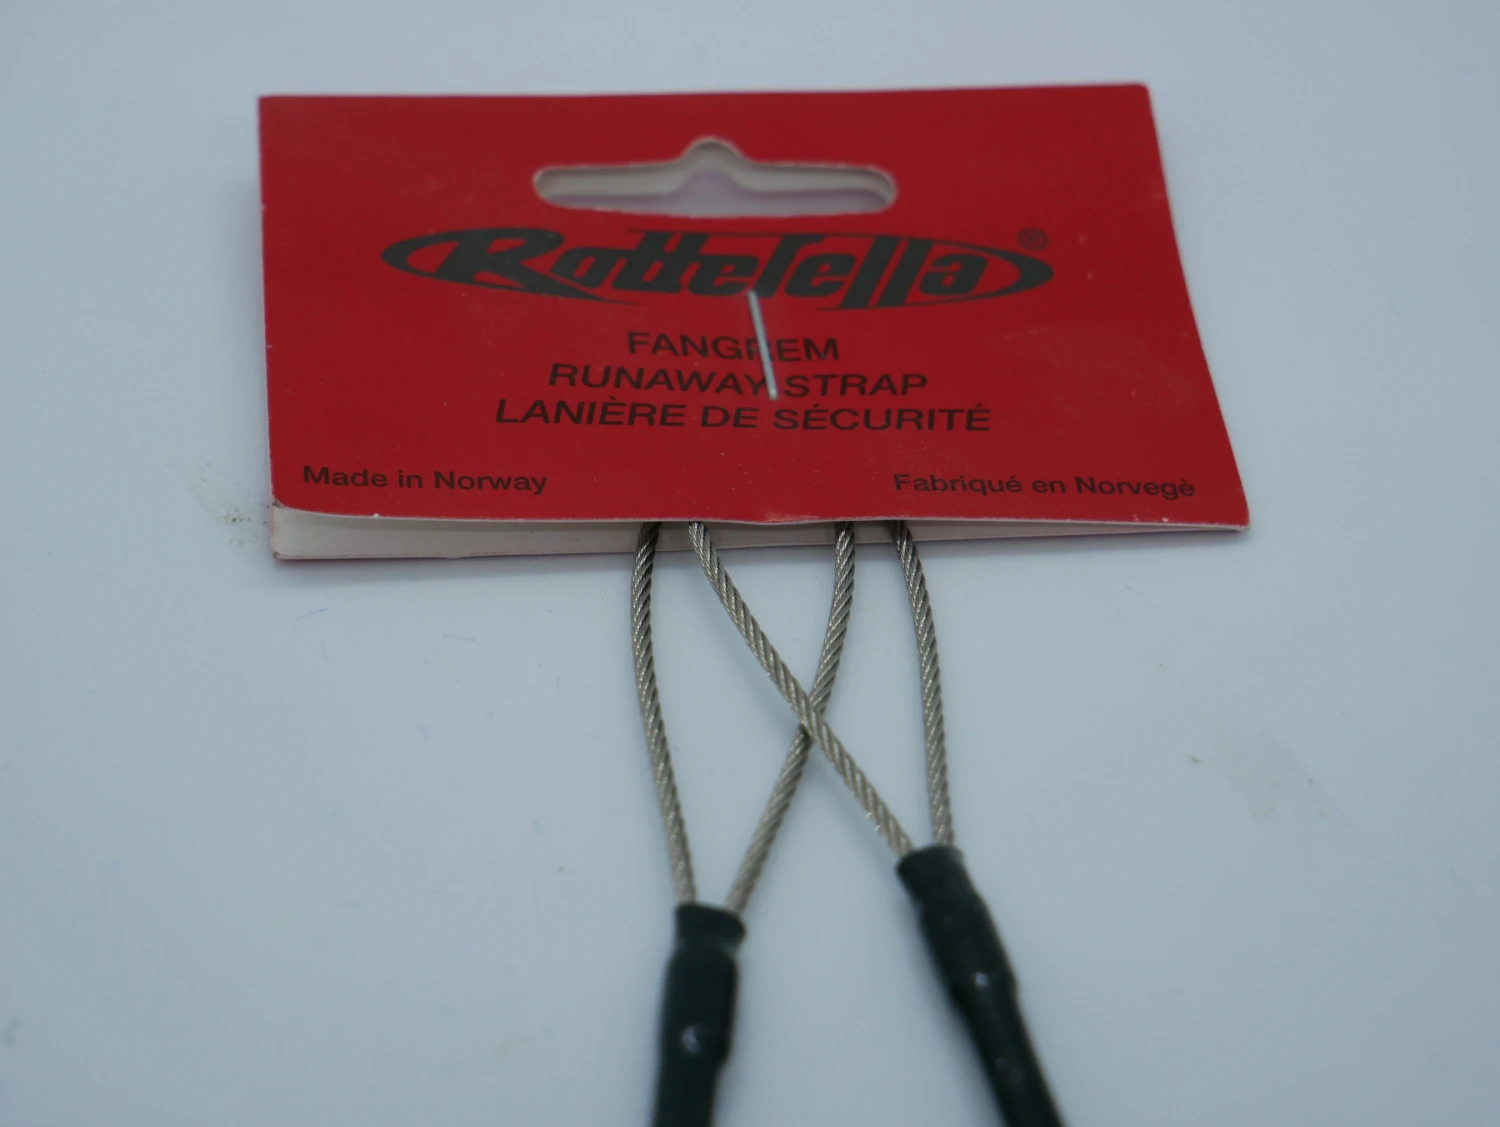 Rottefella®
FANGREM
RUNAWAY STRAP
LANIÈRE DE SÉCURITÉ
Made in Norway
Fabriqué en Norvegè